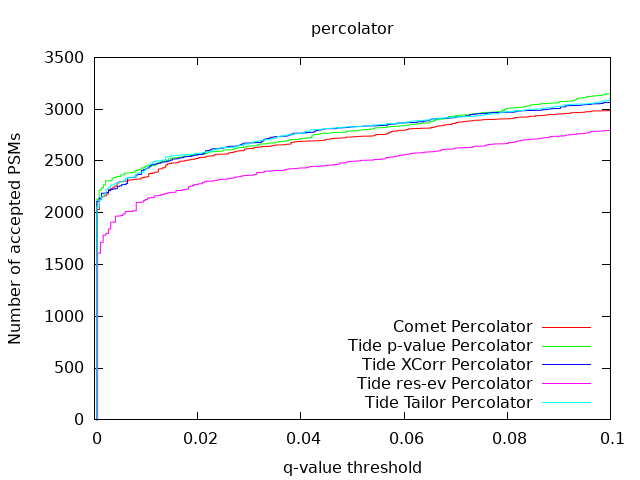 percolator
Number of accepted PSMs
3500
3000
2500
2000
1500
1000
500
0
Comet Percolator
Tide p-value Percolator
Tide XCorr Percolator
Tide res-ev Percolator
Tide Tailor Percolator
0 0.02 0.04 0.06 0.08 0.1
q-value threshold